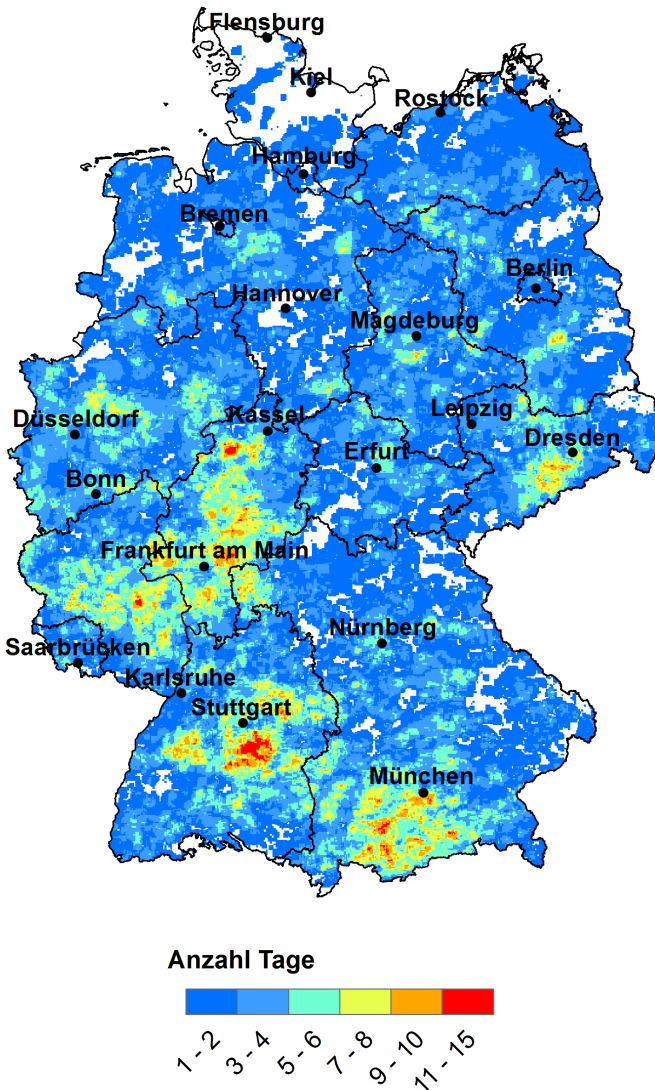 Flensburg
Kiel
Rostock
Hamburg
Bremen
Berlin
Hannover
Magdeburg
Düsseldorf
Kassel
Leipzig
Erfurt
Dresden
Bonn
Frankfurt am Main
Nürnberg
Saarbrücken
Karlsruhe
Stuttgart
München
Anzahl Tage
1 - 2
3 - 4
5 - 6
7 - 8
9 - 10
11 - 15